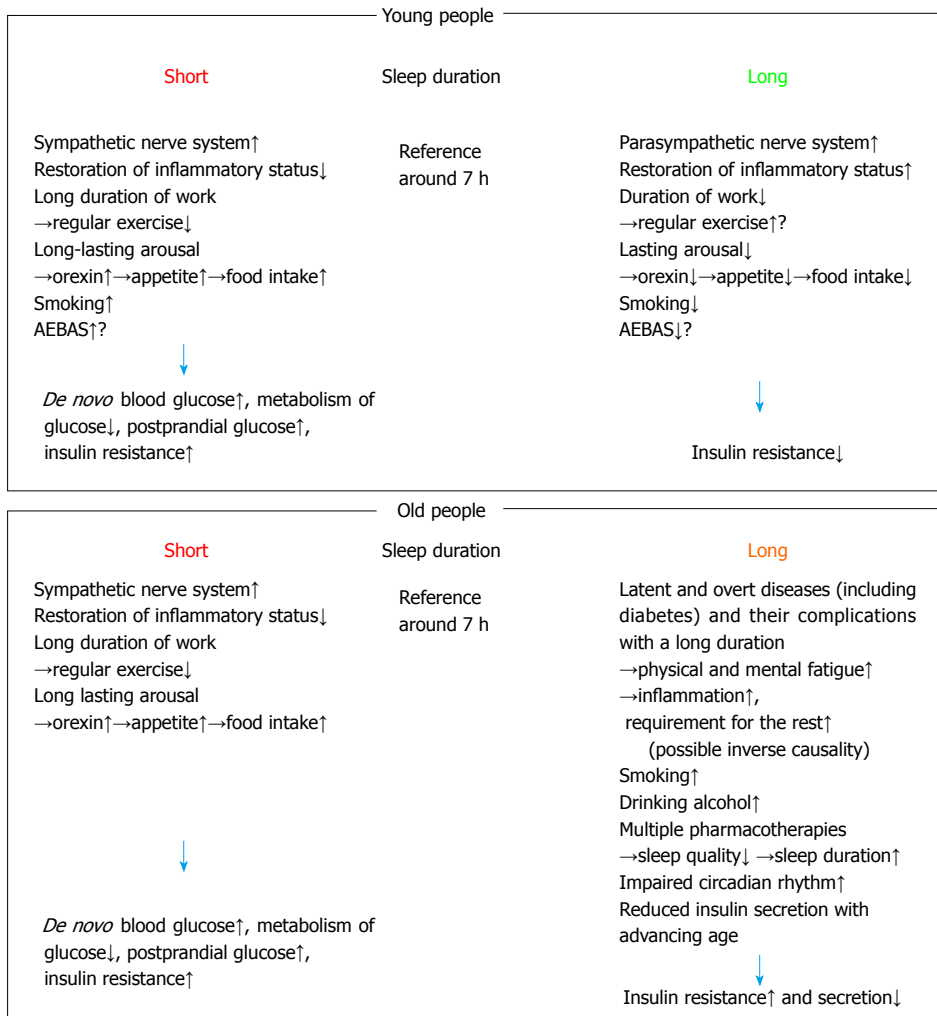 Young people
Short
Sleep duration
Long
Sympathetic nerve system↑
Restoration of inflammatory status↓
Long duration of work
→regular exercise↓
Long-lasting arousal
→orexin↑→appetite↑→food intake↑
Smoking↑
AEBAS↑?
Reference
around 7 h
Parasympathetic nerve system↑
Restoration of inflammatory status↑
Duration of work↓
→regular exercise↑?
Lasting arousal↓
→orexin↓→appetite↓→food intake↓
Smoking↓
AEBAS↓?
De novo blood glucose↑, metabolism of
glucose↓, postprandial glucose↑,
insulin resistance↑
Insulin resistance↓
Old people
Short
Sleep duration
Long
Sympathetic nerve system↑
Restoration of inflammatory status↓
Long duration of work
→regular exercise↓
Long lasting arousal
→orexin↑→appetite↑→food intake↑
Reference
around 7 h
Latent and overt diseases (including
diabetes) and their complications
with a long duration
→physical and mental fatigue↑
→inflammation↑,
requirement for the rest↑
(possible inverse causality)
Smoking↑
Drinking alcohol↑
Multiple pharmacotherapies
→sleep quality↓ →sleep duration↑
Impaired circadian rhythm↑
Reduced insulin secretion with
advancing age
De novo blood glucose↑, metabolism of
glucose↓, postprandial glucose↑,
insulin resistance↑
Insulin resistance↑ and secretion↓